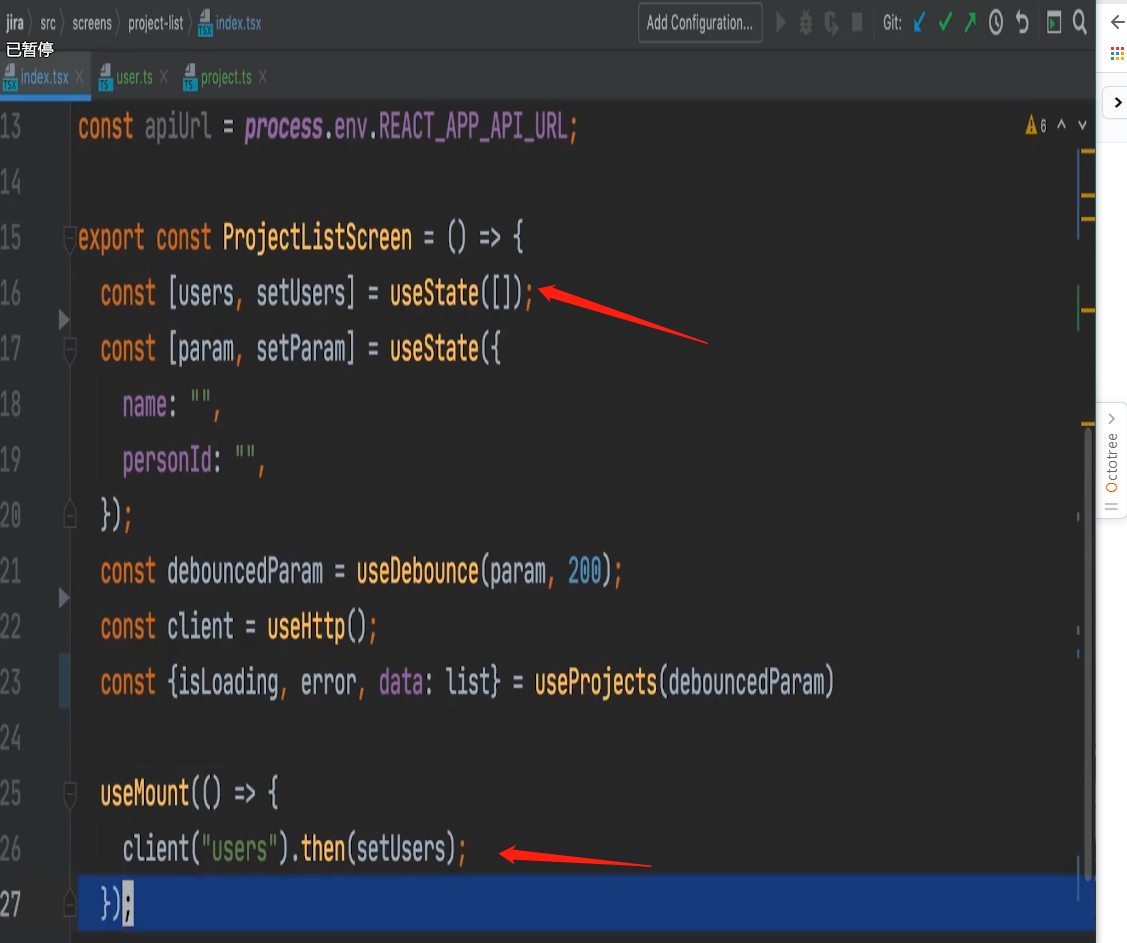 jira src screens project-list index.tsx Add Configuration... Git:
已暂停
index.tsx user.ts project.ts
13 const apiUrl = process.env.REACT_APP_API_URL; 6
14
15 export const ProjectListScreen = () => {
16 const [users, setUsers] = useState([]);
17 const [param, setParam] = useState({
18 name: "",
19 personId: "",
20 });
21 const debouncedParam = useDebounce(param, 200);
22 const client = useHttp();
23 const {isLoading, error, data: list} = useProjects(debouncedParam)
24
25 useMount(() => {
26 client("users").then(setUsers);
27 });
Octotree